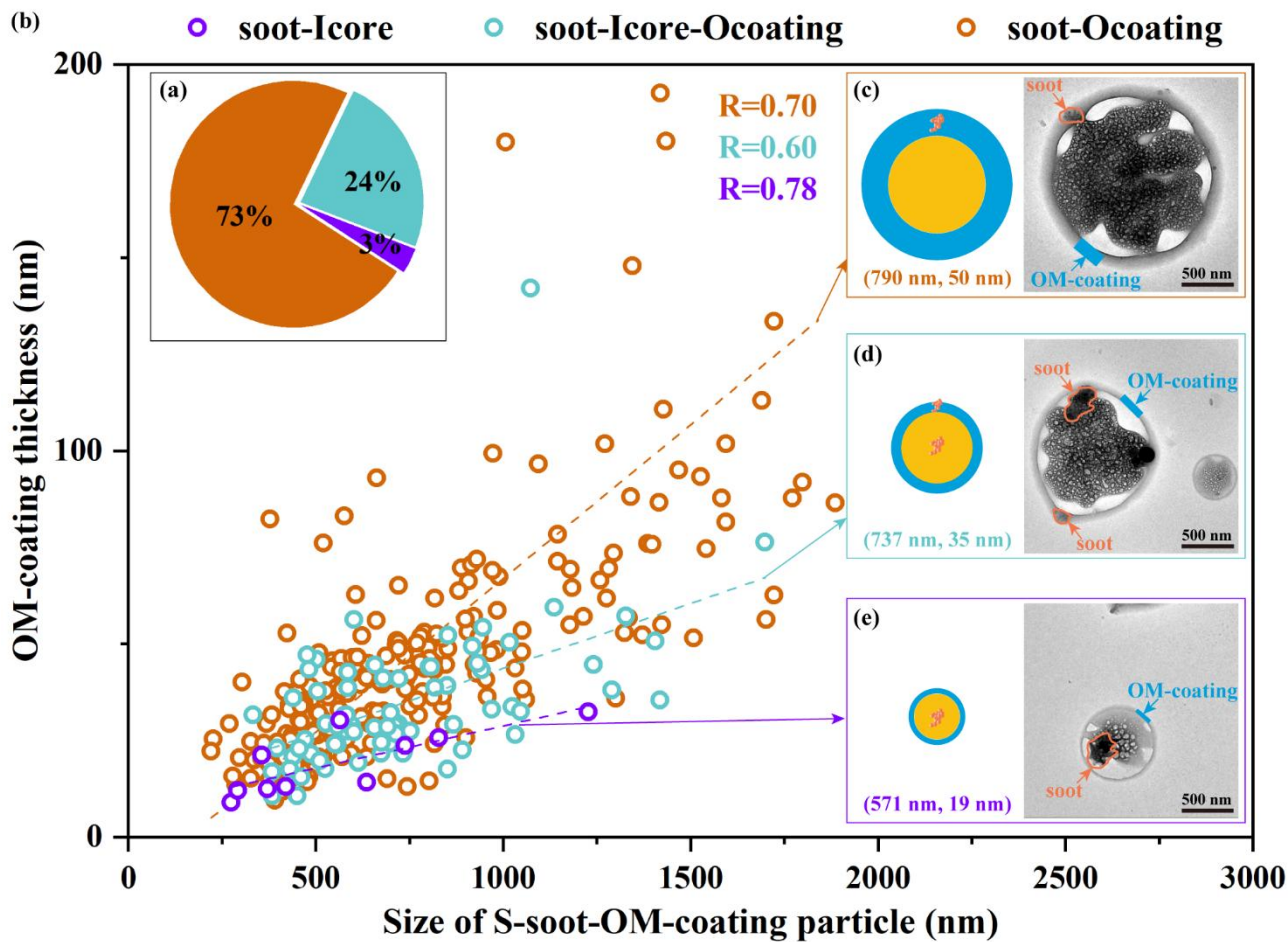 (b)
soot-Icore
soot-Icore-Ocoating
soot-Ocoating
200
100
0
OM-coating thickness (nm)
(a)
73%
24%
3%
R=0.70
R=0.60
R=0.78
(c)
(790 nm, 50 nm)
soot
OM-coating
500 nm
(d)
(737 nm, 35 nm)
soot
OM-coating
soot
500 nm
(e)
(571 nm, 19 nm)
OM-coating
soot
500 nm
0
500
1000
1500
2000
2500
3000
Size of S-soot-OM-coating particle (nm)